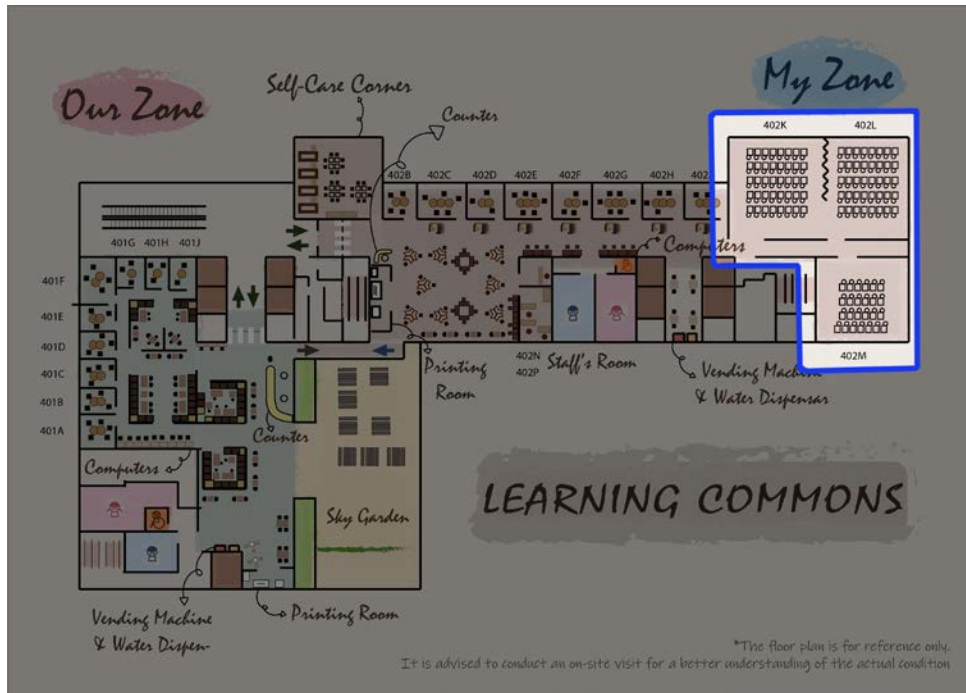 My Zone
Our Zone
Self-Care Corner
Counter
402K
402L
402B
402C
402D
402E
402F
402G
402H
401G
401H
401J
Computers
401F
401E
401D
401C
401B
401A
402N
402P
Staff's Room
Printing
Room
402M
Vending Machine
& Water Dispensar
Counter
Computers
LEARNING COMMONS
Sky Garden
Vending Machine
& Water Dispen-
Printing Room
*The floor plan is for reference only.
It is advised to conduct an on-site visit for a better understanding of the actual condition